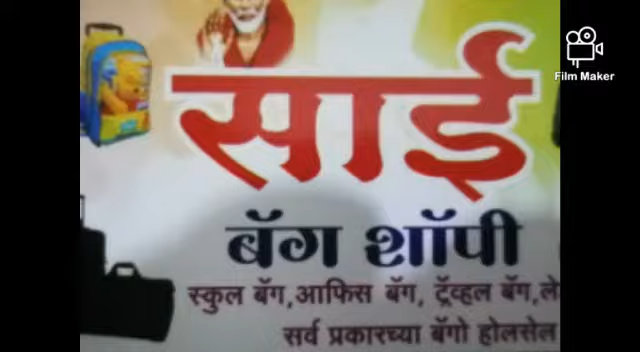 साई
Film Maker
बॅग शॉपी
स्कुल बॅग,आफिस बॅग, ट्रॅव्हल बॅग,ले
सर्व प्रकारच्या बॅगो होलसेल